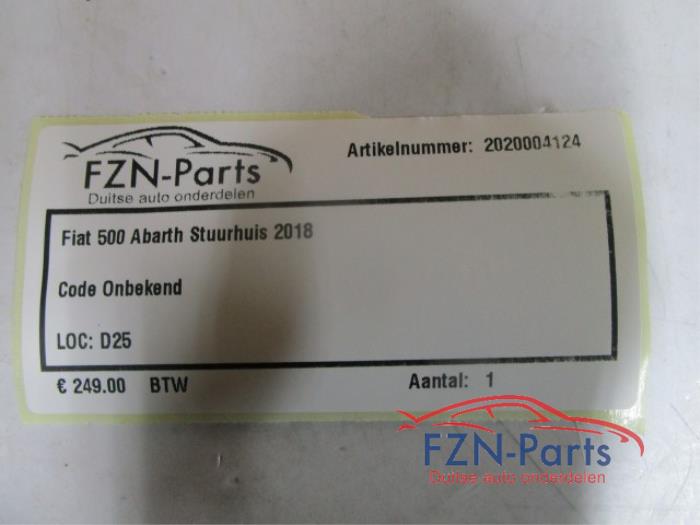 FZN-Parts
Duitse auto onderdelen
Artikelnummer: 2020004124
Fiat 500 Abarth Stuurhuis 2018
Code Onbekend
LOC: D25
€ 249.00 BTW
Aantal: 1
FZN-Parts
Duitse auto onderdelen